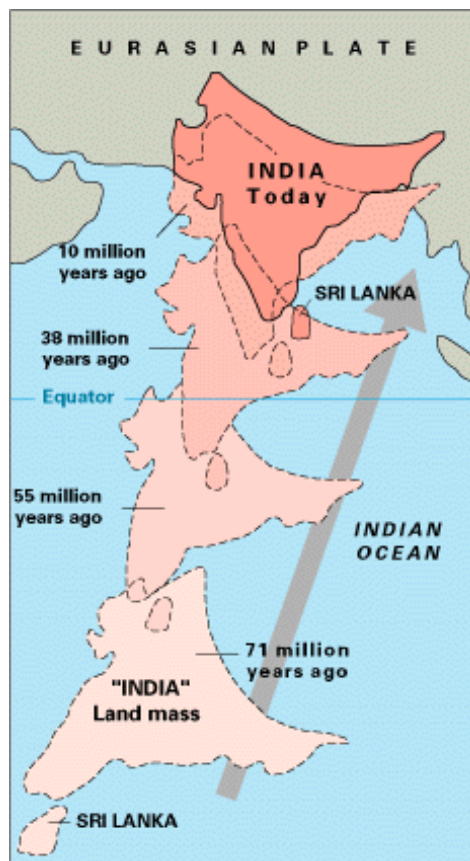 EURASIAN PLATE
INDIA
Today
10 million
years ago
SRI LANKA
38 million
years ago
Equator
55 million
years ago
INDIAN
OCEAN
71 million
years ago
"INDIA"
Land mass
SRI LANKA